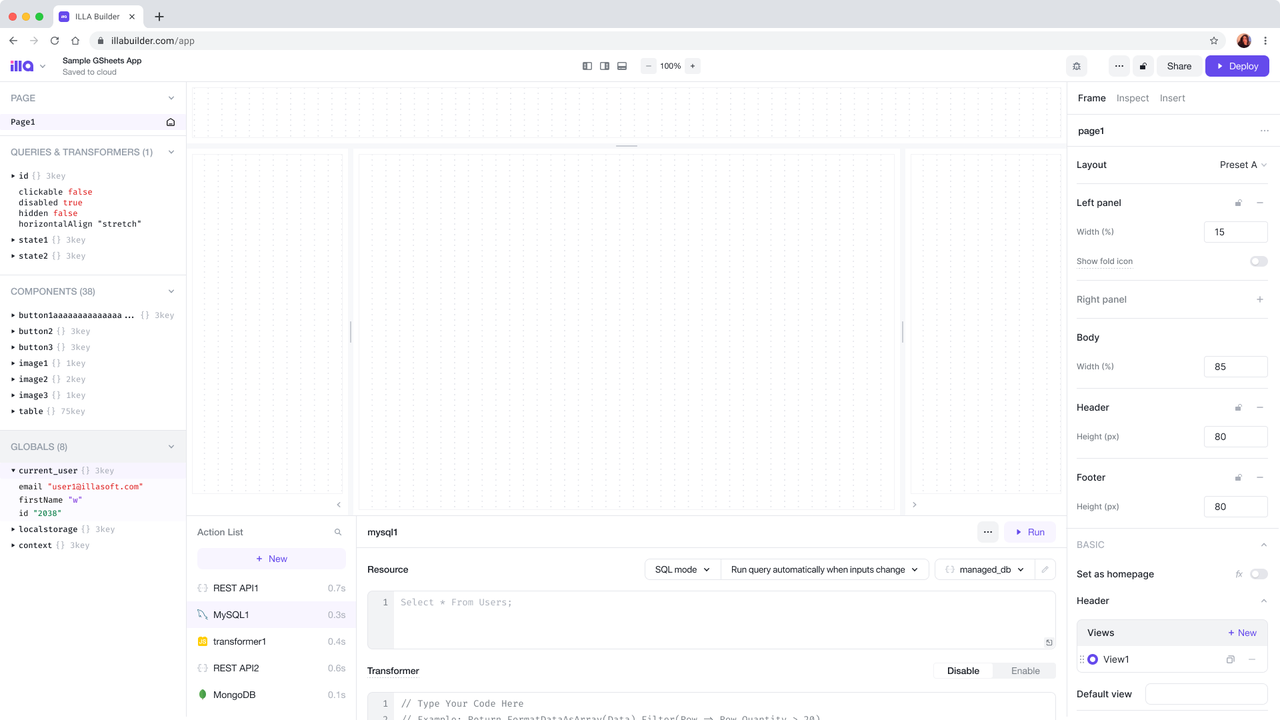 ILLA Builder
illabuilder.com/app
illa
Sample GSheets App
Saved to cloud
100%
Share
Deploy
PAGE
Page1
QUERIES & TRANSFORMERS (1)
id {} 3key
clickable false
disabled true
hidden false
horizontalAlign "stretch"
state1 {} 3key
state2 {} 3key
COMPONENTS (38)
button1aaaaaaaaaaaaaa ... {} 3key
button2 {} 3key
button3 {} 3key
image1 {} 1key
image2 {} 2key
image3 {} 1key
table {} 75key
GLOBALS (8)
current_user {} 3key
email "user1@illasoft.com"
firstName "w"
id "2038"
localstorage {} 3key
context {} 3key
Action List
+ New
REST API1 0.7s
MySQL1 0.3s
transformer1 0.4s
REST API2 0.6s
MongoDB 0.1s
mysql1
Run
Resource
SQL mode
Run query automatically when inputs change
managed_db
1 Select * From Users;
Transformer
Disable Enable
1 // Type Your Code Here
2 // Example: Return FormatDataAsArray(Data).Filter(Row => Row.Quantity > 20)
Frame Inspect Insert
page1
Layout Preset A
Left panel
Width (%) 15
Show fold icon
Right panel
Body
Width (%) 85
Header
Height (px) 80
Footer
Height (px) 80
BASIC
Set as homepage fx
Header
Views + New
View1
Default view